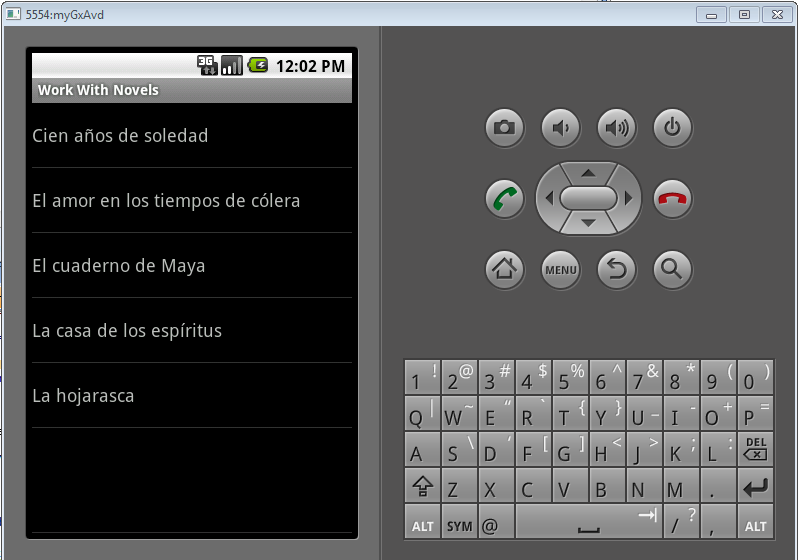 5554:myGxAvd
3G 12:02 PM
Work With Novels
Cien años de soledad
El amor en los tiempos de cólera
El cuaderno de Maya
La casa de los espíritus
La hojarasca
MENU
1 ! 2 @ 3 # 4 $ 5 % 6 ^ 7 & 8 * 9 ( 0 )
Q | W ~ E “ R ` T { Y } U _ I - O + P =
A S \ D ‘ F [ G ] H < J > K ; L : DEL
Z X C V B N M .
ALT SYM @ / ? , ALT